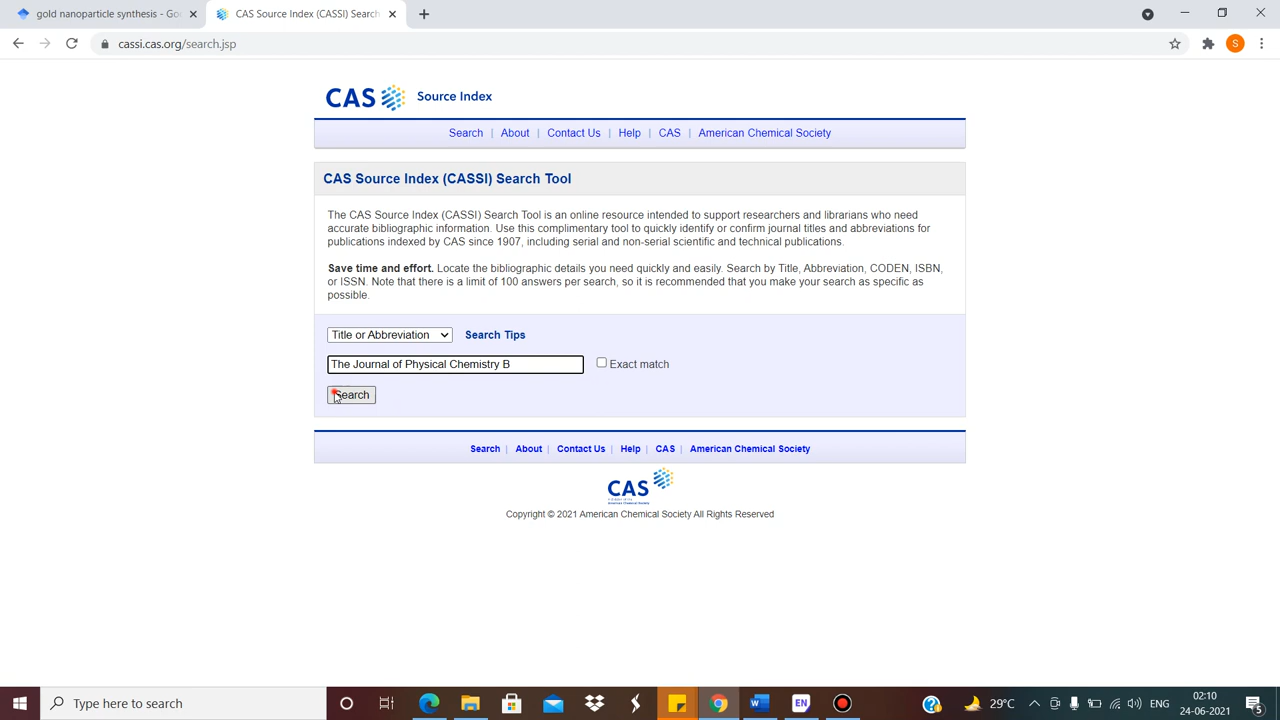 gold nanoparticle synthesis - Go
CAS Source Index (CASSI) Search
cassi.cas.org/search.jsp
S
CAS Source Index
Search | About | Contact Us | Help | CAS | American Chemical Society
CAS Source Index (CASSI) Search Tool
The CAS Source Index (CASSI) Search Tool is an online resource intended to support researchers and librarians who need
accurate bibliographic information. Use this complimentary tool to quickly identify or confirm journal titles and abbreviations for
publications indexed by CAS since 1907, including serial and non-serial scientific and technical publications.
Save time and effort. Locate the bibliographic details you need quickly and easily. Search by Title, Abbreviation, CODEN, ISBN,
or ISSN. Note that there is a limit of 100 answers per search, so it is recommended that you make your search as specific as
possible.
Title or Abbreviation Search Tips
The Journal of Physical Chemistry B Exact match
Search
Search | About | Contact Us | Help | CAS | American Chemical Society
CAS
Copyright © 2021 American Chemical Society All Rights Reserved
Type here to search
EN
29°C
ENG
02:10
24-06-2021
5